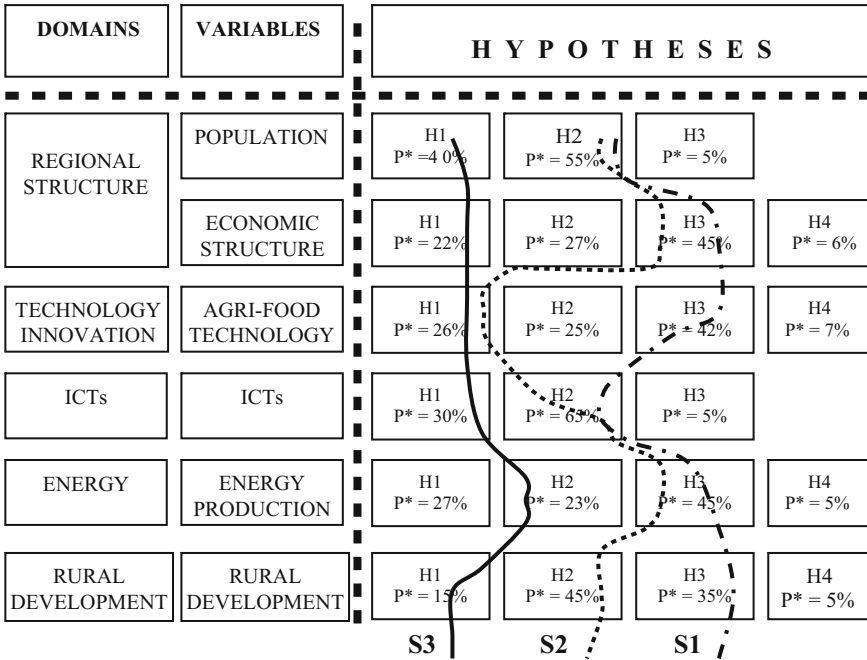 DOMAINS
VARIABLES
H Y P O T H E S E S
REGIONAL
STRUCTURE
POPULATION
H1
P* =4 0%
H2
P* = 55%
H3
P* = 5%
ECONOMIC
STRUCTURE
H1
P* = 22%
H2
P* = 27%
H3
P* = 45%
H4
P* = 6%
TECHNOLOGY
INNOVATION
AGRI-FOOD
TECHNOLOGY
H1
P* = 26%
H2
P* = 25%
H3
P* = 42%
H4
P* = 7%
ICTs
ICTs
H1
P* = 30%
H2
P* = 65%
H3
P* = 5%
ENERGY
ENERGY
PRODUCTION
H1
P* = 27%
H2
P* = 23%
H3
P* = 45%
H4
P* = 5%
RURAL
DEVELOPMENT
RURAL
DEVELOPMENT
H1
P* = 15%
H2
P* = 45%
H3
P* = 35%
H4
P* = 5%
S3
S2
S1